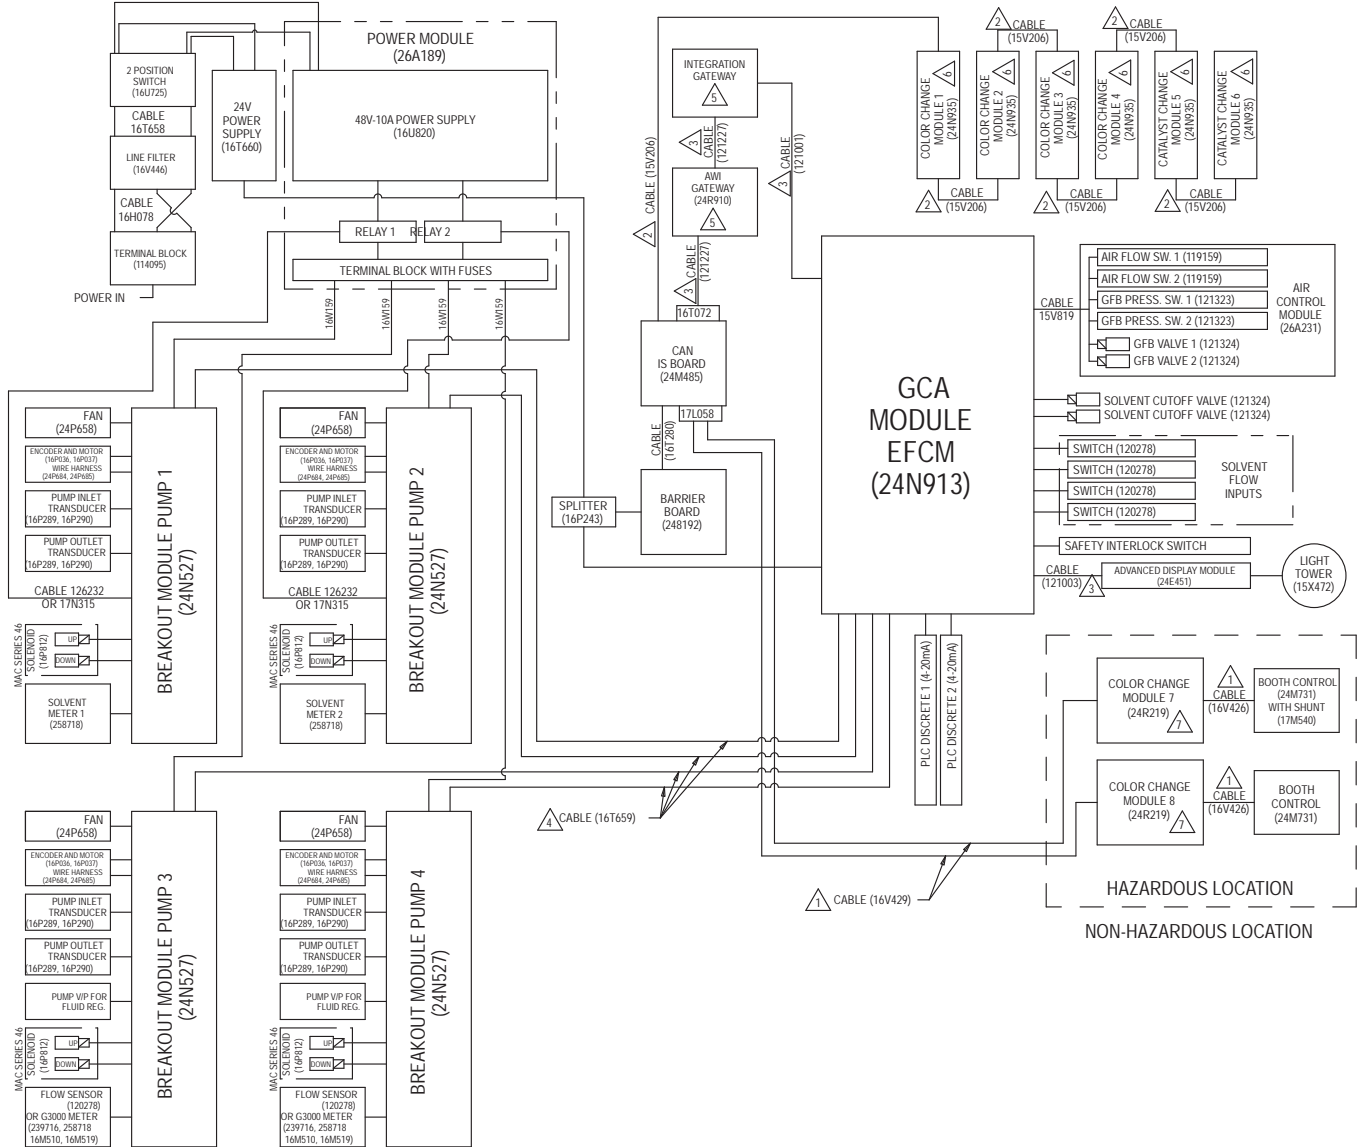 POWER MODULE
(26A189)
2 POSITION
SWITCH
(16U725)
CABLE
16T658
LINE FILTER
(16V446)
CABLE
16H078
TERMINAL BLOCK
(114095)
POWER IN
24V
POWER
SUPPLY
(16T660)
48V-10A POWER SUPPLY
(16U820)
RELAY 1
RELAY 2
TERMINAL BLOCK WITH FUSES
16W159
16W159
16W159
16W159
INTEGRATION
GATEWAY
5
3
CABLE
(121227)
AWI
GATEWAY
(24R910)
5
3
CABLE
(121227)
3
CABLE
(121001)
2
CABLE (15V206)
16T072
CAN
IS BOARD
(24M485)
17L058
CABLE
(16T280)
BARRIER
BOARD
(248192)
SPLITTER
(16P243)
2
CABLE
(15V206)
2
CABLE
(15V206)
COLOR CHANGE
MODULE 1
(24N935)
6
COLOR CHANGE
MODULE 2
(24N935)
6
COLOR CHANGE
MODULE 3
(24N935)
6
COLOR CHANGE
MODULE 4
(24N935)
6
CATALYST CHANGE
MODULE 5
(24N935)
6
CATALYST CHANGE
MODULE 6
(24N935)
6
2
CABLE
(15V206)
2
CABLE
(15V206)
2
CABLE
(15V206)
GCA
MODULE
EFCM
(24N913)
CABLE
15V819
AIR FLOW SW. 1 (119159)
AIR FLOW SW. 2 (119159)
GFB PRESS. SW. 1 (121323)
GFB PRESS. SW. 2 (121323)
GFB VALVE 1 (121324)
GFB VALVE 2 (121324)
AIR
CONTROL
MODULE
(26A231)
SOLVENT CUTOFF VALVE (121324)
SOLVENT CUTOFF VALVE (121324)
SWITCH (120278)
SWITCH (120278)
SWITCH (120278)
SWITCH (120278)
SOLVENT
FLOW
INPUTS
SAFETY INTERLOCK SWITCH
CABLE
(121003)
3
ADVANCED DISPLAY MODULE
(24E451)
LIGHT
TOWER
(15X472)
PLC DISCRETE 1 (4-20mA)
PLC DISCRETE 2 (4-20mA)
COLOR CHANGE
MODULE 7
(24R219)
7
1
CABLE
(16V426)
BOOTH CONTROL
(24M731)
WITH SHUNT
(17M540)
COLOR CHANGE
MODULE 8
(24R219)
7
1
CABLE
(16V426)
BOOTH
CONTROL
(24M731)
HAZARDOUS LOCATION
NON-HAZARDOUS LOCATION
4
CABLE (16T659)
1
CABLE (16V429)
FAN
(24P658)
ENCODER AND MOTOR
(16P036, 16P037)
WIRE HARNESS
(24P684, 24P685)
PUMP INLET
TRANSDUCER
(16P289, 16P290)
PUMP OUTLET
TRANSDUCER
(16P289, 16P290)
CABLE 126232
OR 17N315
MAC SERIES 46
SOLENOID
(16P812)
UP
DOWN
SOLVENT
METER 1
(258718)
BREAKOUT MODULE PUMP 1
(24N527)
FAN
(24P658)
ENCODER AND MOTOR
(16P036, 16P037)
WIRE HARNESS
(24P684, 24P685)
PUMP INLET
TRANSDUCER
(16P289, 16P290)
PUMP OUTLET
TRANSDUCER
(16P289, 16P290)
CABLE 126232
OR 17N315
MAC SERIES 46
SOLENOID
(16P812)
UP
DOWN
SOLVENT
METER 2
(258718)
BREAKOUT MODULE PUMP 2
(24N527)
FAN
(24P658)
ENCODER AND MOTOR
(16P036, 16P037)
WIRE HARNESS
(24P684, 24P685)
PUMP INLET
TRANSDUCER
(16P289, 16P290)
PUMP OUTLET
TRANSDUCER
(16P289, 16P290)
PUMP V/P FOR
FLUID REG.
MAC SERIES 46
SOLENOID
(16P812)
UP
DOWN
FLOW SENSOR
(120278)
OR G3000 METER
(239716, 258718
16M510, 16M519)
BREAKOUT MODULE PUMP 3
(24N527)
FAN
(24P658)
ENCODER AND MOTOR
(16P036, 16P037)
WIRE HARNESS
(24P684, 24P685)
PUMP INLET
TRANSDUCER
(16P289, 16P290)
PUMP OUTLET
TRANSDUCER
(16P289, 16P290)
PUMP V/P FOR
FLUID REG.
MAC SERIES 46
SOLENOID
(16P812)
UP
DOWN
FLOW SENSOR
(120278)
OR G3000 METER
(239716, 258718
16M510, 16M519)
BREAKOUT MODULE PUMP 4
(24N527)